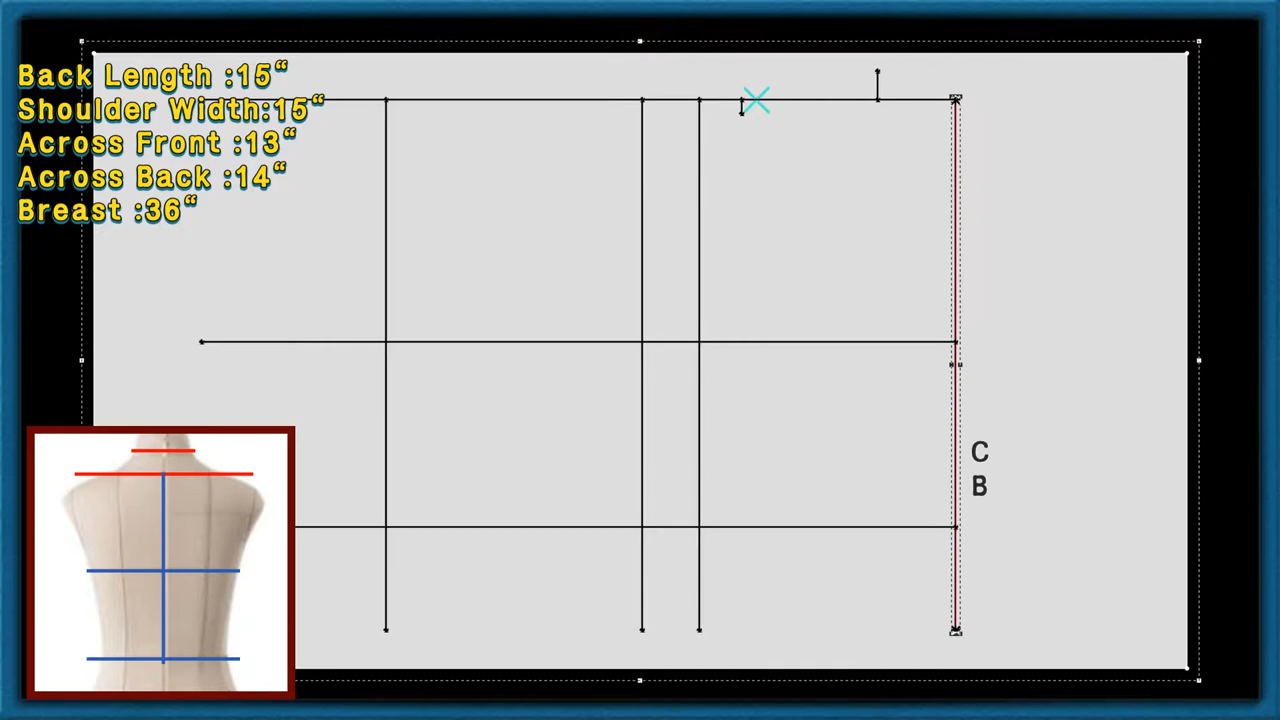 Back Length :15“
Shoulder Width:15“
Across Front :13“
Across Back :14“
Breast :36“
C
B